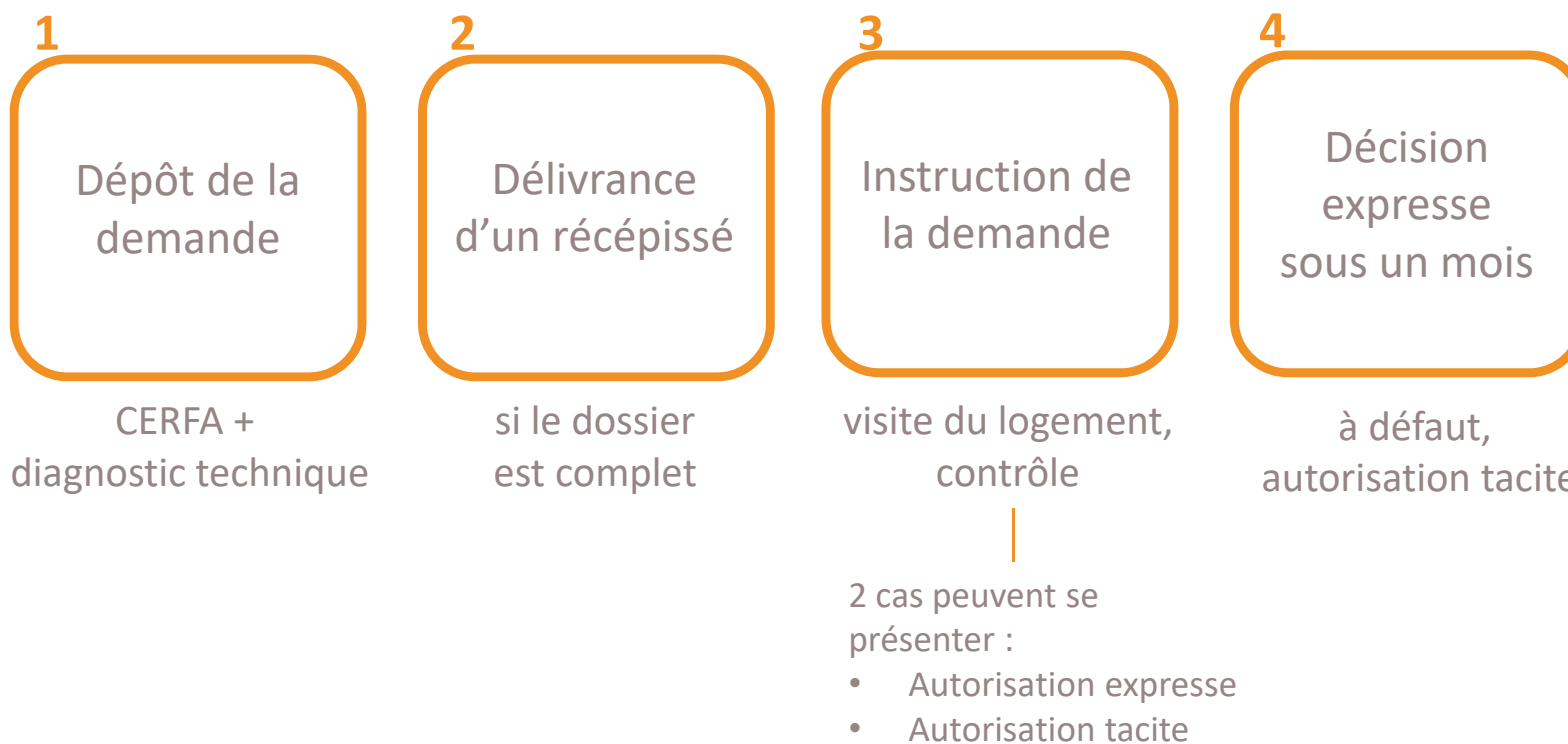 1
Dépôt de la
demande
CERFA +
diagnostic technique
2
Délivrance
d’un récépissé
si le dossier
est complet
3
Instruction de
la demande
visite du logement,
contrôle
2 cas peuvent se
présenter :
• Autorisation expresse
• Autorisation tacite
4
Décision
expresse
sous un mois
à défaut,
autorisation tacite